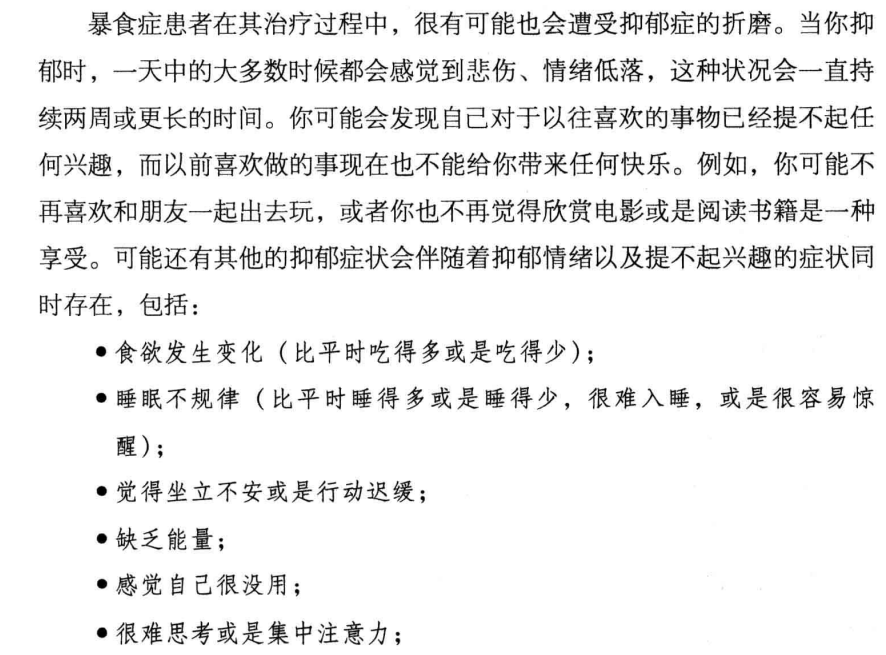 暴食症患者在其治疗过程中，很有可能也会遭受抑郁症的折磨。当你抑
郁时，一天中的大多数时候都会感觉到悲伤、情绪低落，这种状况会一直持
续两周或更长的时间。你可能会发现自己对于以往喜欢的事物已经提不起任
何兴趣，而以前喜欢做的事现在也不能给你带来任何快乐。例如，你可能不
再喜欢和朋友一起出去玩，或者你也不再觉得欣赏电影或是阅读书籍是一种
享受。可能还有其他的抑郁症状会伴随着抑郁情绪以及提不起兴趣的症状同
时存在，包括：
●食欲发生变化（比平时吃得多或是吃得少）；
●睡眠不规律（比平时睡得多或是睡得少，很难入睡，或是很容易惊
醒）；
●觉得坐立不安或是行动迟缓；
●缺乏能量；
●感觉自己很没用；
●很难思考或是集中注意力；